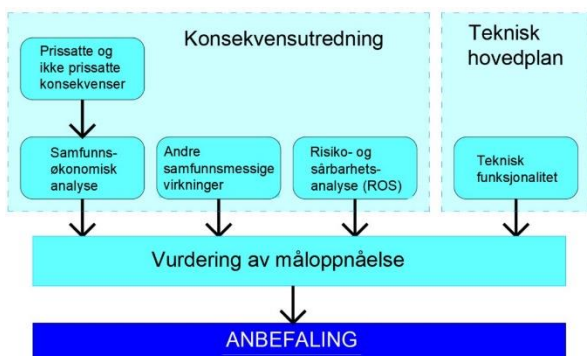 Konsekvensutredning
Teknisk
hovedplan
Prissatte og
ikke prissatte
konsekvenser
Samfunns-
økonomisk
analyse
Andre
samfunnsmessige
virkninger
Risiko- og
sårbarhets-
analyse (ROS)
Teknisk
funksjonalitet
Vurdering av måloppnåelse
ANBEFALING